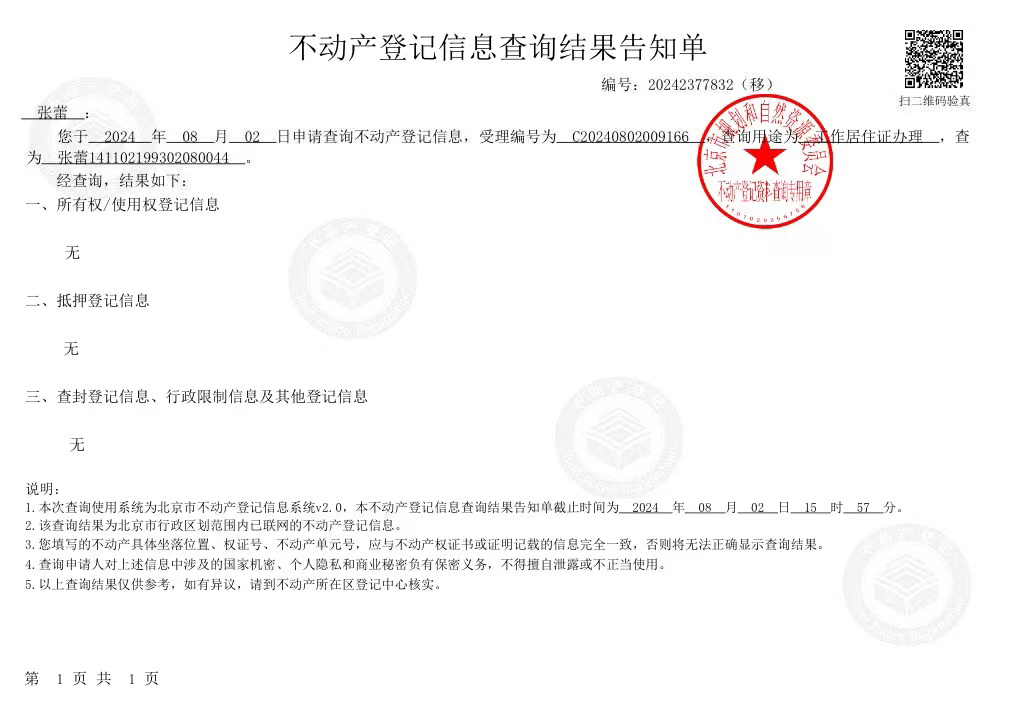 不动产登记信息查询结果告知单
编号：20242377832（移）
扫二维码验真
张蕾：
您于 2024 年 08 月 02 日申请查询不动产登记信息，受理编号为 C20240802009166 ，查询用途为 工作居住证办理 ，查
为 张蕾141102199302080044 。
北京市规划和自然资源委员会
不动产登记资料查询专用章
经查询，结果如下：
一、所有权/使用权登记信息
无
二、抵押登记信息
无
三、查封登记信息、行政限制信息及其他登记信息
无
说明：
1.本次查询使用系统为北京市不动产登记信息系统v2.0，本不动产登记信息查询结果告知单截止时间为 2024 年 08 月 02 日 15 时 57 分。
2.该查询结果为北京市行政区划范围内已联网的不动产登记信息。
3.您填写的不动产具体坐落位置、权证号、不动产单元号，应与不动产权证书或证明记载的信息完全一致，否则将无法正确显示查询结果。
4.查询申请人对上述信息中涉及的国家机密、个人隐私和商业秘密负有保密义务，不得擅自泄露或不正当使用。
5.以上查询结果仅供参考，如有异议，请到不动产所在区登记中心核实。
第 1 页 共 1 页